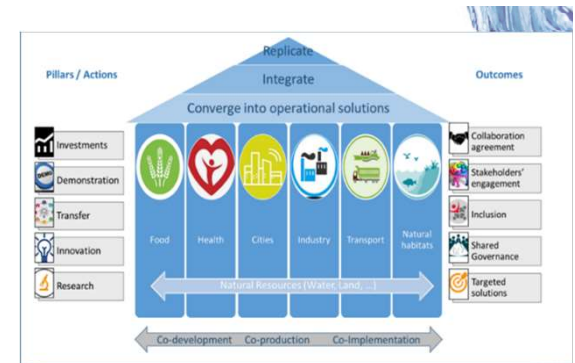 Replicate
Pillars / Actions
Integrate
Outcomes
Converge into operational solutions
Investments
Demonstration
Transfer
Innovation
Research
Food
Health
Cities
Industry
Transport
Natural
habitats
Collaboration
agreement
Stakeholders'
engagement
Inclusion
Shared
Governance
Targeted
solutions
Natural Resources (Water, Land, ...)
Co-development Co-production Co-Implementation